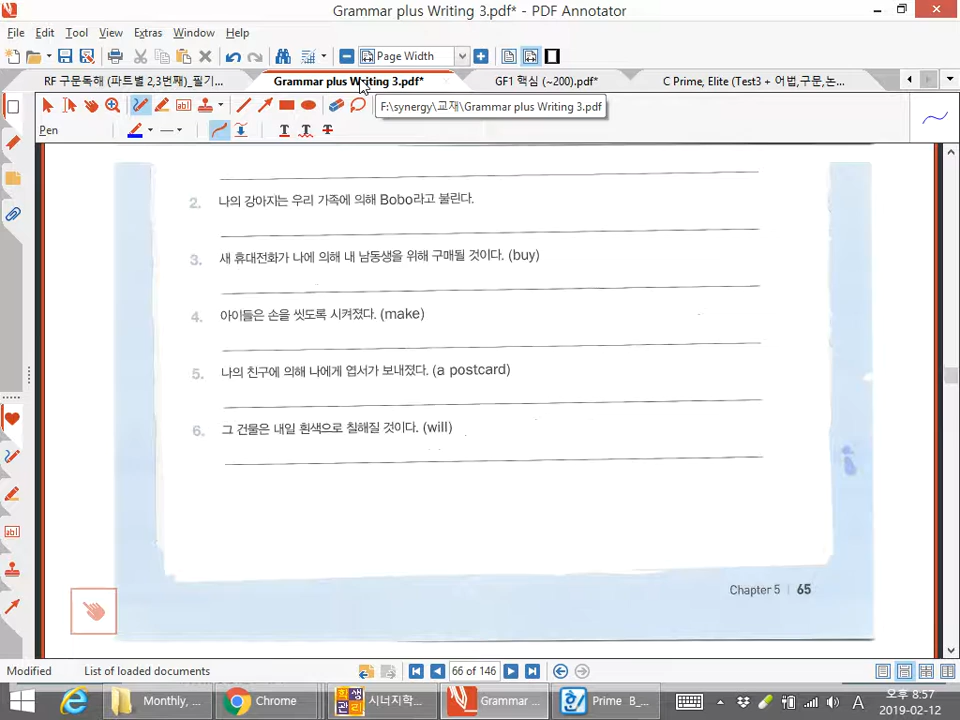 Grammar plus Writing 3.pdf* - PDF Annotator
File Edit Tool View Extras Window Help
Page Width
RF 구문독해 (파트별 2,3번째)_필기... Grammar plus Writing 3.pdf* GF1 핵심 (~200).pdf* C Prime, Elite (Test3 + 어법,구문,논...
F:\synergy\교재\Grammar plus Writing 3.pdf
Pen
2. 나의 강아지는 우리 가족에 의해 Bobo라고 불린다.
3. 새 휴대전화가 나에 의해 내 남동생을 위해 구매될 것이다. (buy)
4. 아이들은 손을 씻도록 시켜졌다. (make)
5. 나의 친구에 의해 나에게 엽서가 보내졌다. (a postcard)
6. 그 건물은 내일 흰색으로 칠해질 것이다. (will)
Chapter 5 | 65
Modified List of loaded documents 66 of 146
Monthly, ... Chrome 학생관리 시너지학... Grammar ... Prime B_... A 오후 8:57
2019-02-12